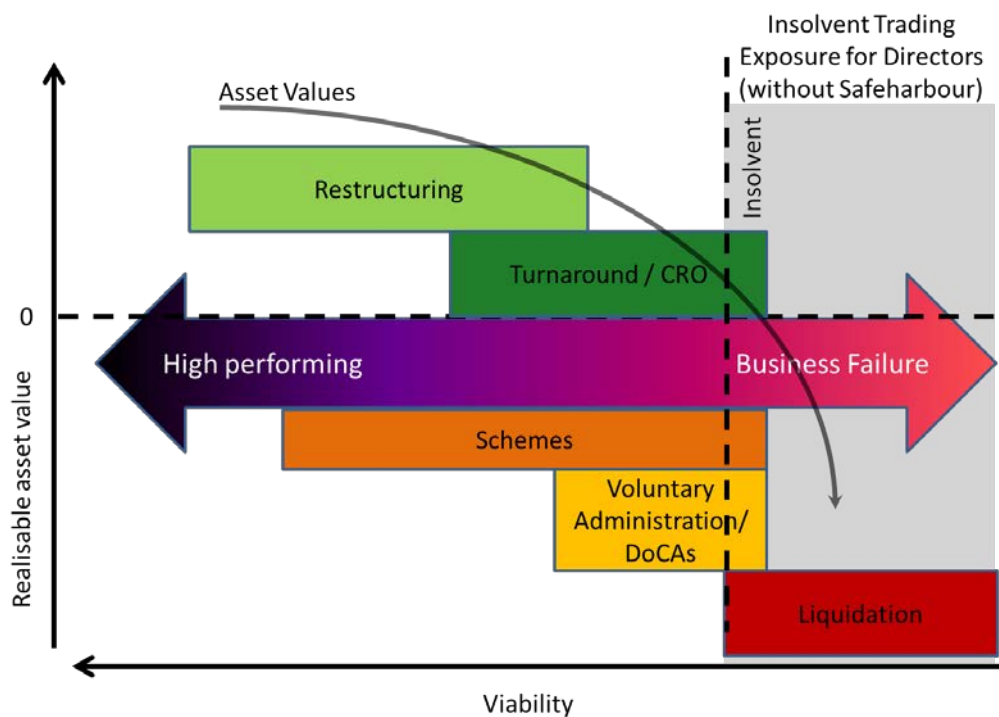 Insolvent Trading
Exposure for Directors
(without Safeharbour)
Asset Values
Insolvent
Restructuring
Turnaround / CRO
0
High performing
Business Failure
Schemes
Voluntary
Administration/
DoCAs
Liquidation
Realisable asset value
Viability